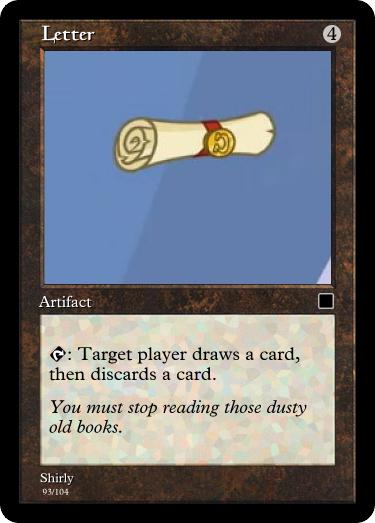 Letter 4
Artifact
: Target player draws a card,
then discards a card.
You must stop reading those dusty
old books.
Shirly
93/104